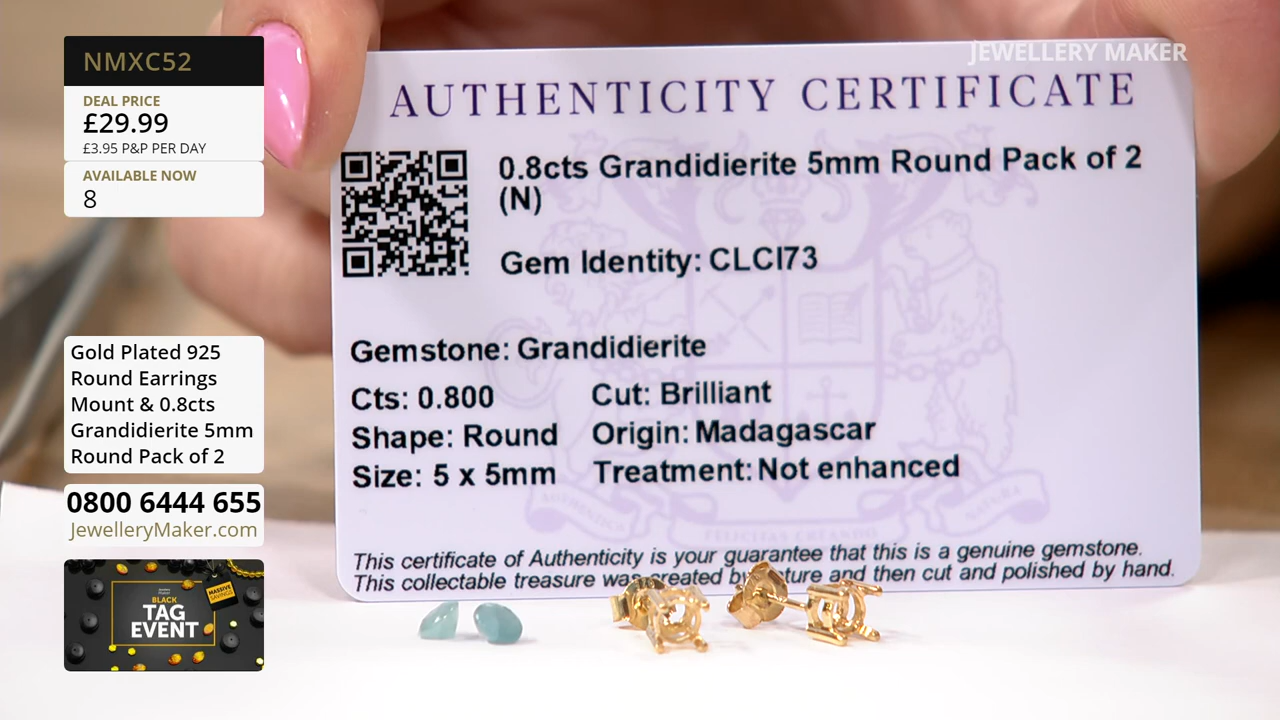 NMXC52
DEAL PRICE
£29.99
£3.95 P&P PER DAY
AVAILABLE NOW
8
Gold Plated 925
Round Earrings
Mount & 0.8cts
Grandidierite 5mm
Round Pack of 2
0800 6444 655
JewelleryMaker.com
BLACK
TAG
EVENT
MASSIVE
SAVINGS
JEWELLERY MAKER
AUTHENTICITY CERTIFICATE
0.8cts Grandidierite 5mm Round Pack of 2
(N)
Gem Identity: CLCI73
Gemstone: Grandidierite
Cts: 0.800 Cut: Brilliant
Shape: Round Origin: Madagascar
Size: 5 x 5mm Treatment: Not enhanced
This certificate of Authenticity is your guarantee that this is a genuine gemstone.
This collectable treasure was created by nature and then cut and polished by hand.